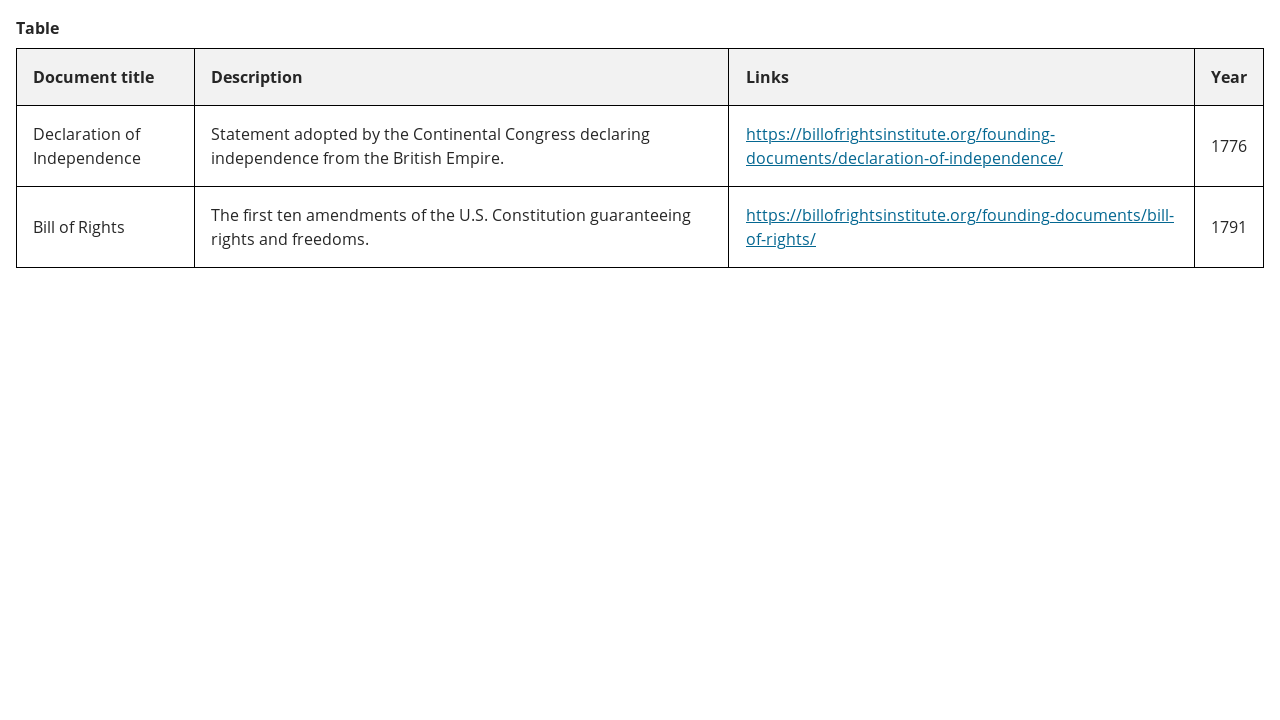 Table
Document title
Description
Links
Year
Declaration of
Independence
Statement adopted by the Continental Congress declaring
independence from the British Empire.
https://billofrightsinstitute.org/founding-
documents/declaration-of-independence/
1776
Bill of Rights
The first ten amendments of the U.S. Constitution guaranteeing
rights and freedoms.
https://billofrightsinstitute.org/founding-documents/bill-
of-rights/
1791